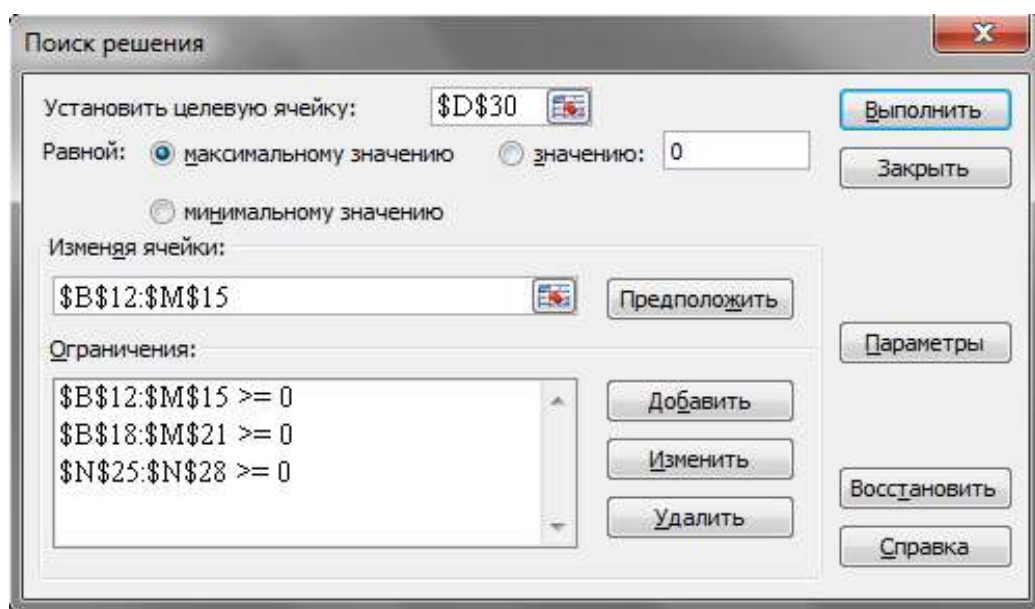 Поиск решения
Установить целевую ячейку: $D$30
Равной: максимальному значению значению: 0
минимальному значению
Изменяя ячейки:
$B$12:$M$15
Предположить
Ограничения:
$B$12:$M$15 >= 0
$B$18:$M$21 >= 0
$N$25:$N$28 >= 0
Добавить
Изменить
Удалить
Выполнить
Закрыть
Параметры
Восстановить
Справка